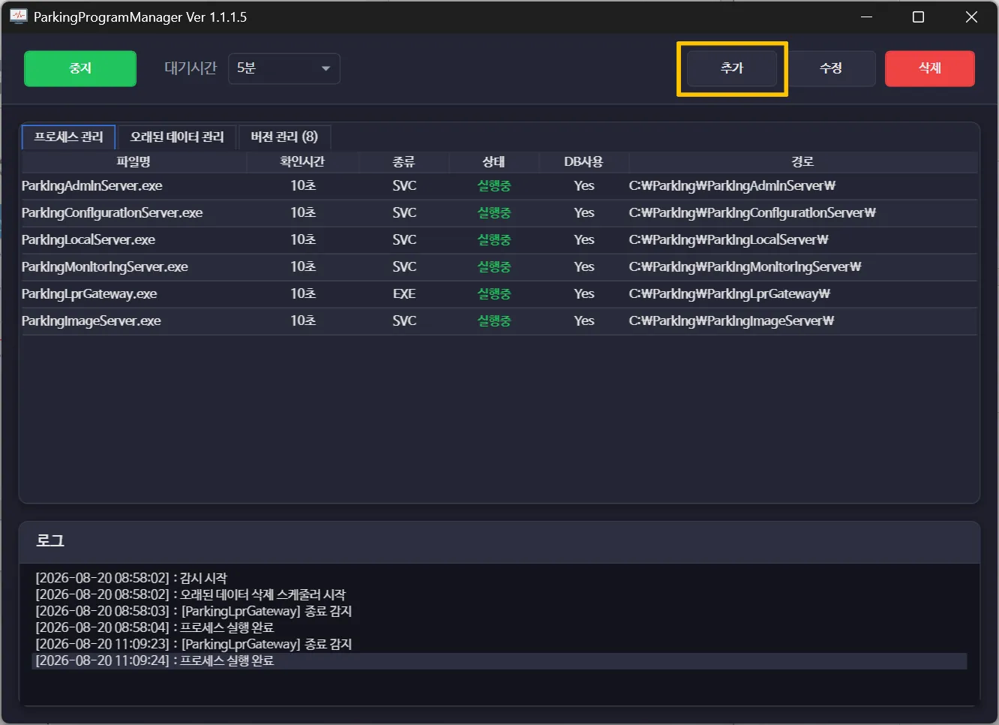 ParkingProgramManager Ver 1.1.1.5
중지 대기시간 5분 추가 수정 삭제
프로세스 관리 오래된 데이터 관리 버전 관리 (8)
파일명 확인시간 종류 상태 DB사용 경로
ParkingAdminServer.exe 10초 SVC 실행중 Yes C:₩Parking₩ParkingAdminServer₩
ParkingConfigurationServer.exe 10초 SVC 실행중 Yes C:₩Parking₩ParkingConfigurationServer₩
ParkingLocalServer.exe 10초 SVC 실행중 Yes C:₩Parking₩ParkingLocalServer₩
ParkingMonitoringServer.exe 10초 SVC 실행중 Yes C:₩Parking₩ParkingMonitoringServer₩
ParkingLprGateway.exe 10초 EXE 실행중 Yes C:₩Parking₩ParkingLprGateway₩
ParkingImageServer.exe 10초 SVC 실행중 Yes C:₩Parking₩ParkingImageServer₩
로그
[2026-08-20 08:58:02] : 감시 시작
[2026-08-20 08:58:02] : 오래된 데이터 삭제 스케줄러 시작
[2026-08-20 08:58:03] : [ParkingLprGateway] 종료 감지
[2026-08-20 08:58:04] : 프로세스 실행 완료
[2026-08-20 11:09:23] : [ParkingLprGateway] 종료 감지
[2026-08-20 11:09:24] : 프로세스 실행 완료